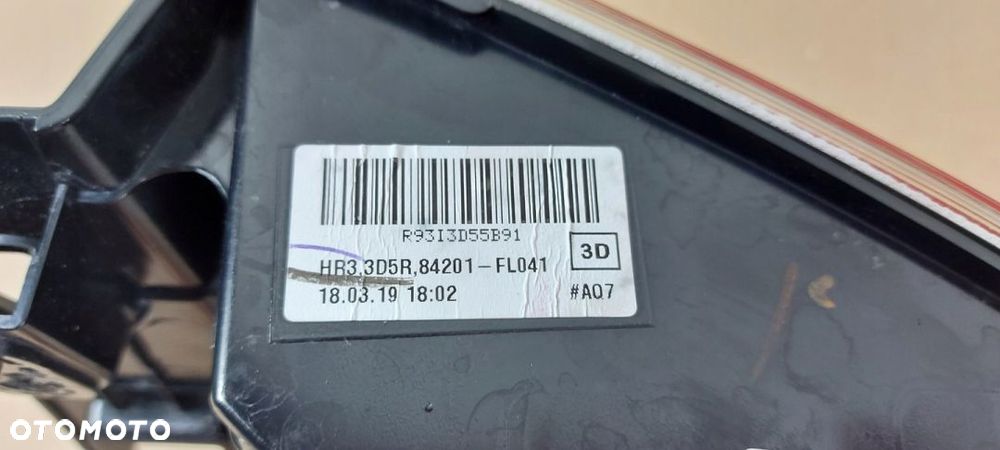 R93I3D55B91
HR3,3D5R,84201-FL041
3D
18.03.19 18:02
#AQ7
OTOMOTO